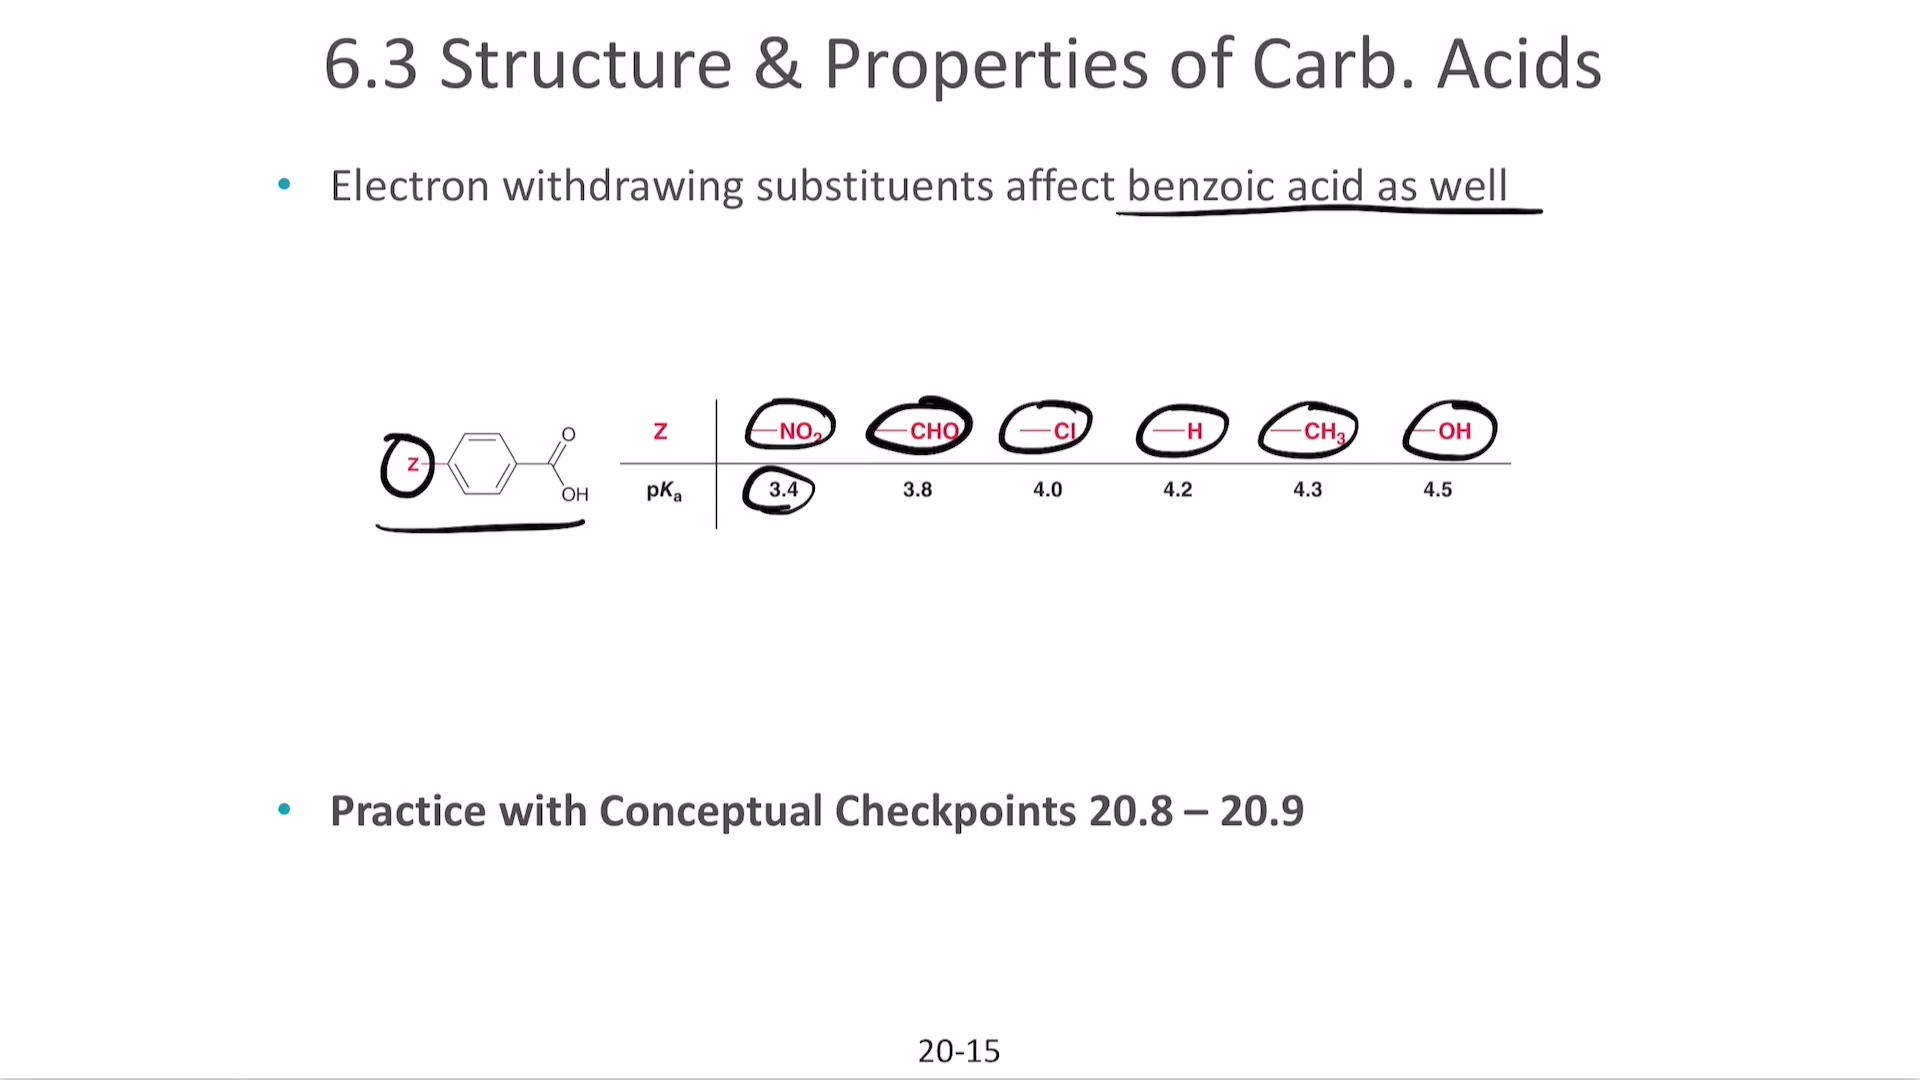 6.3 Structure & Properties of Carb. Acids
• Electron withdrawing substituents affect benzoic acid as well
Z O OH
Z —NO₂ —CHO —Cl —H —CH₃ —OH
pKₐ 3.4 3.8 4.0 4.2 4.3 4.5
• Practice with Conceptual Checkpoints 20.8 – 20.9
20-15